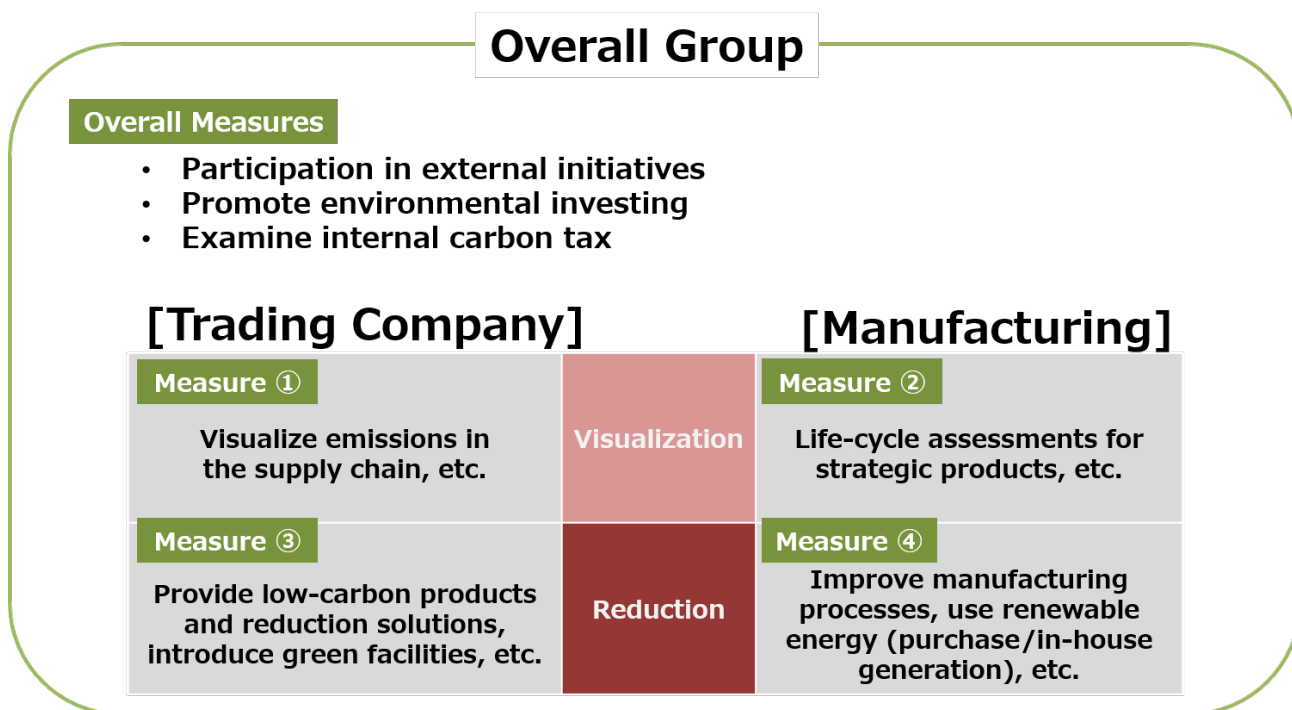 Overall Group
Overall Measures
• Participation in external initiatives
• Promote environmental investing
• Examine internal carbon tax
[Trading Company]
[Manufacturing]
Measure ①
Visualize emissions in
the supply chain, etc.
Visualization
Measure ②
Life-cycle assessments for
strategic products, etc.
Measure ③
Provide low-carbon products
and reduction solutions,
introduce green facilities, etc.
Reduction
Measure ④
Improve manufacturing
processes, use renewable
energy (purchase/in-house
generation), etc.